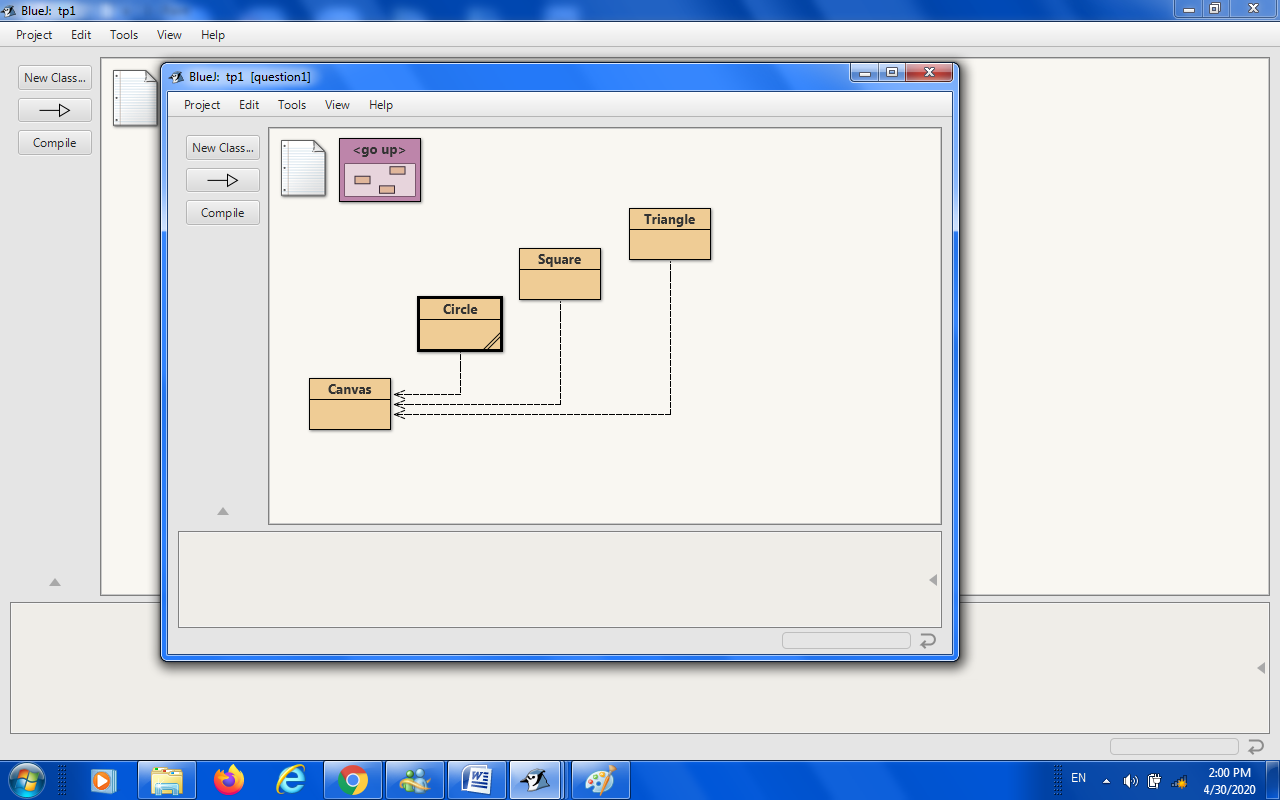 BlueJ: tp1
Project Edit Tools View Help
New Class...
Compile
BlueJ: tp1 [question1]
Project Edit Tools View Help
New Class...
Compile
<go up>
Triangle
Square
Circle
Canvas
EN
2:00 PM
4/30/2020